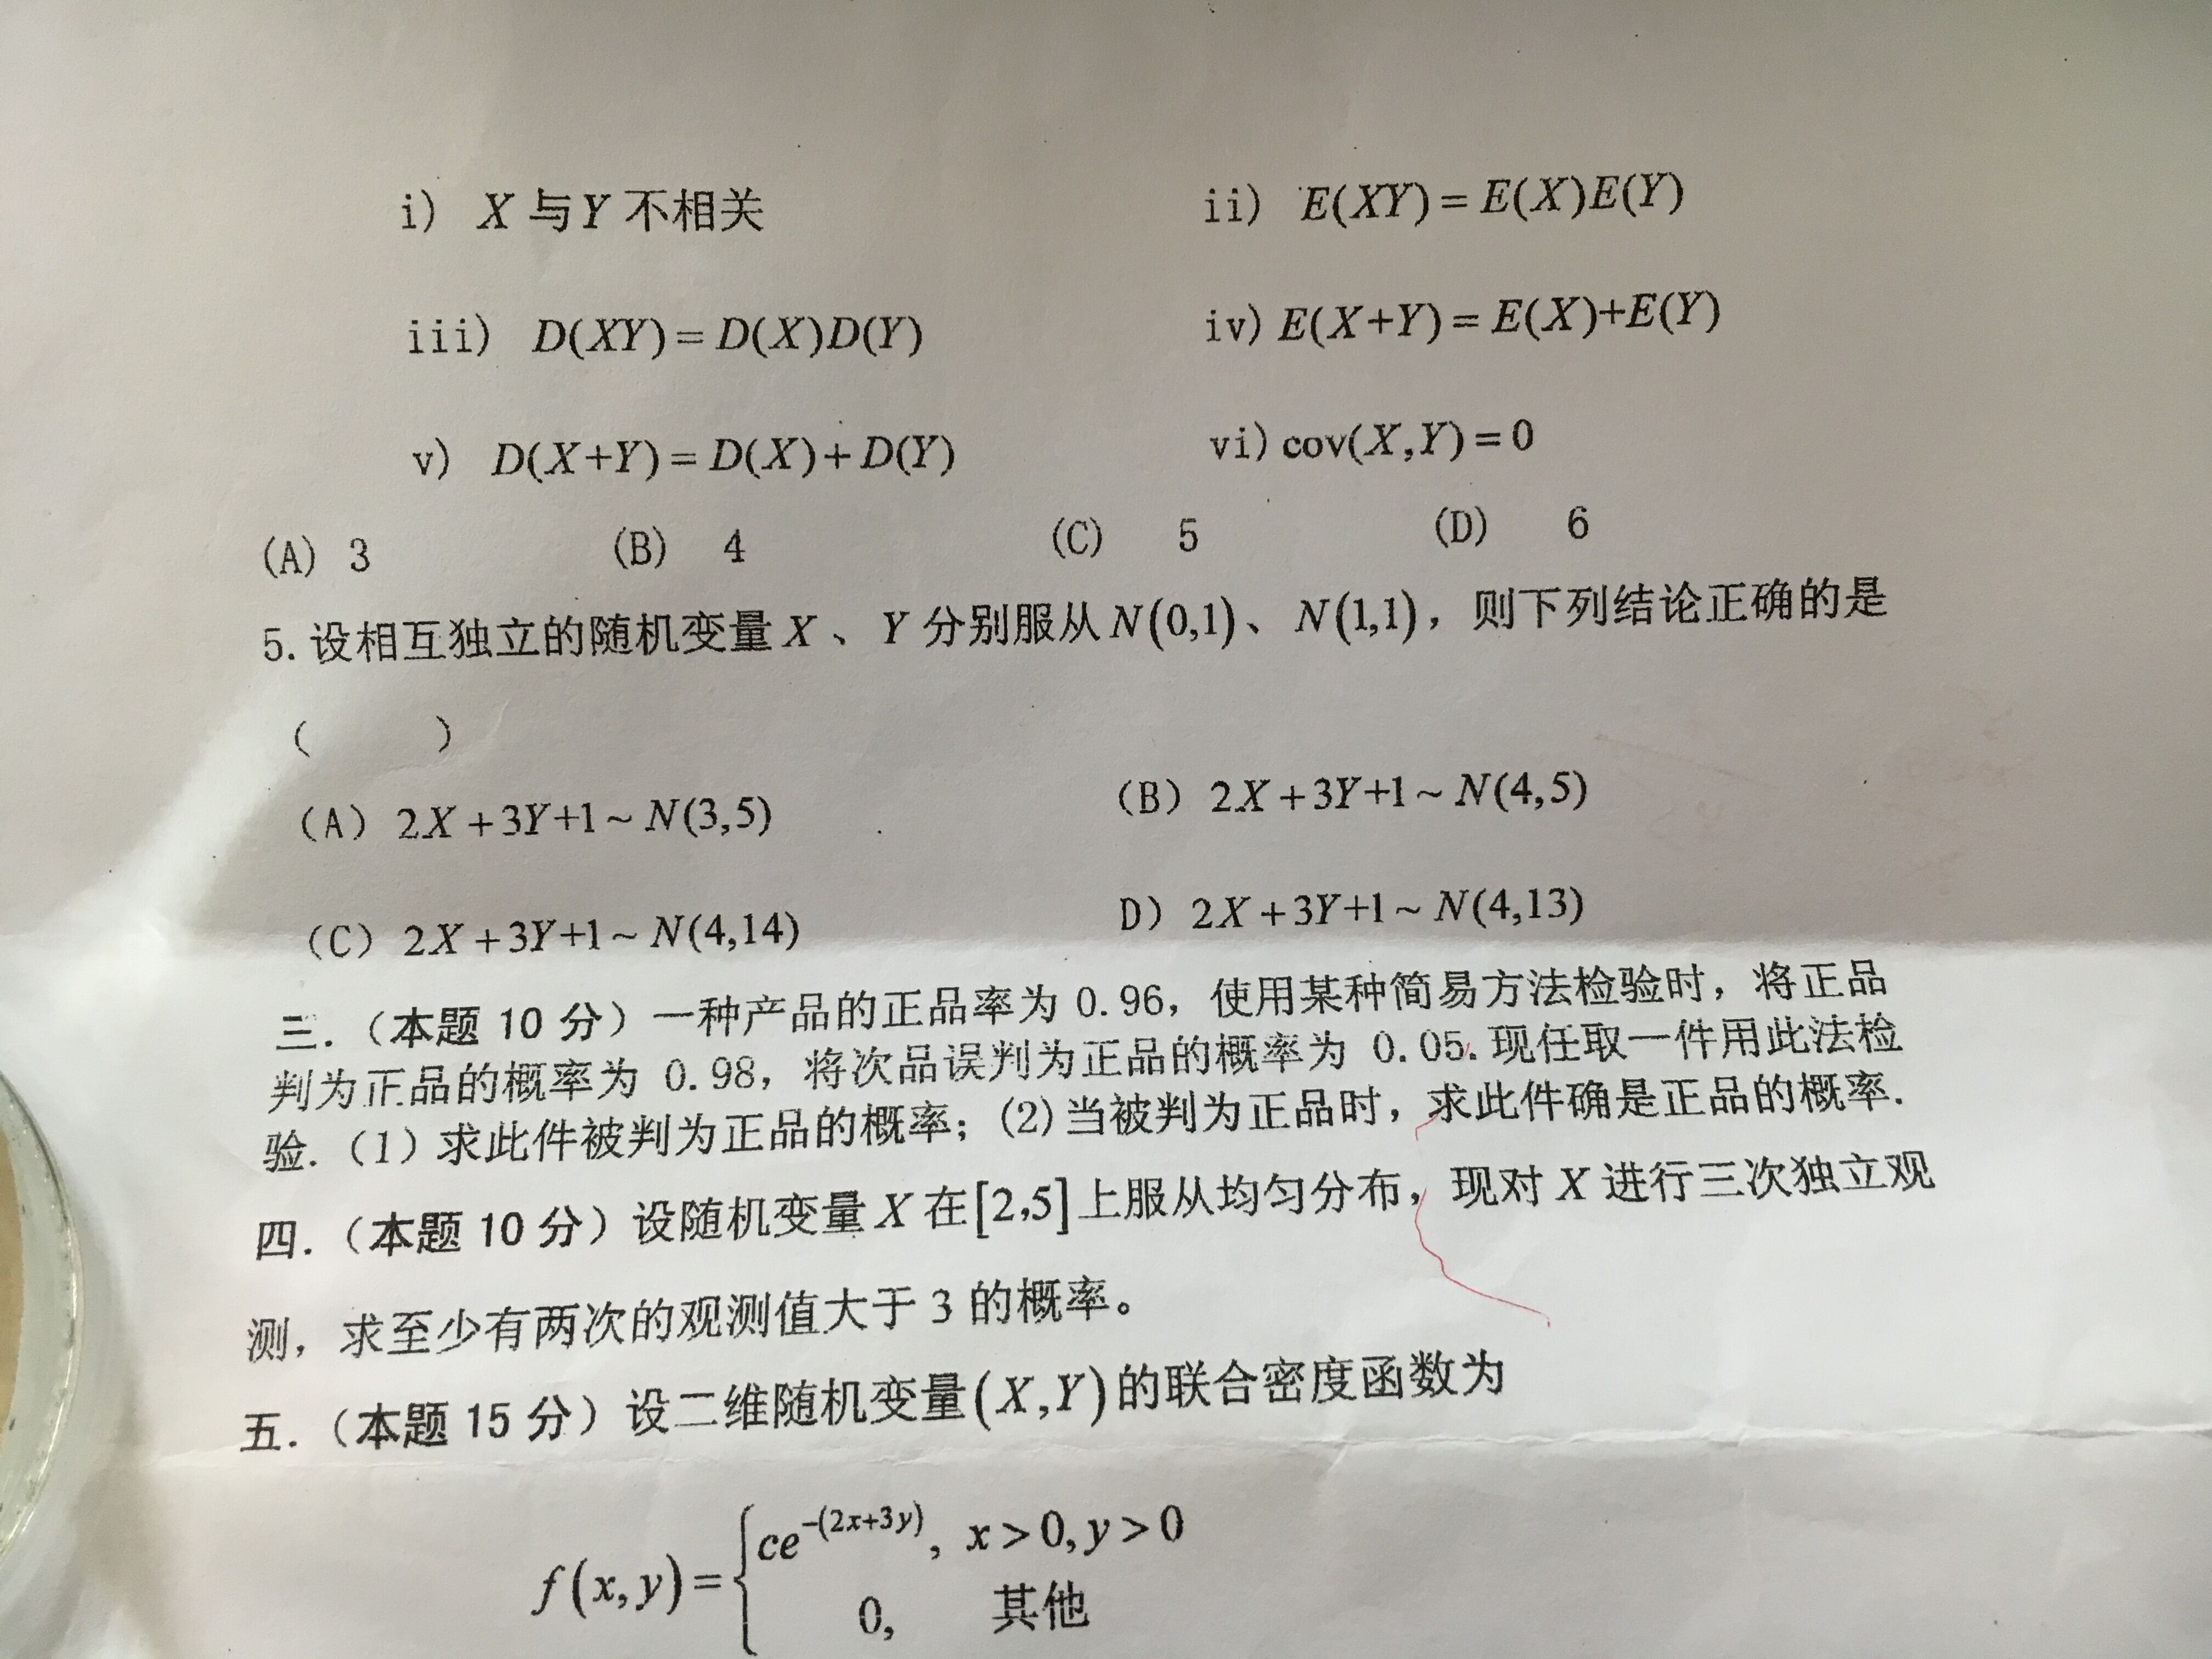 i) X 与 Y 不相关 ii) E(XY) = E(X)E(Y)
iii) D(XY) = D(X)D(Y) iv) E(X+Y) = E(X)+E(Y)
v) D(X+Y) = D(X)+D(Y) vi) cov(X,Y) = 0
(A) 3 (B) 4 (C) 5 (D) 6
5. 设相互独立的随机变量 X 、 Y 分别服从 N(0,1)、 N(1,1)，则下列结论正确的是
（ ）
（A）2X+3Y+1 ~ N(3,5) （B）2X+3Y+1 ~ N(4,5)
（C）2X+3Y+1 ~ N(4,14) D）2X+3Y+1 ~ N(4,13)
三.（本题 10 分）一种产品的正品率为 0.96，使用某种简易方法检验时，将正品
判为正品的概率为 0.98，将次品误判为正品的概率为 0.05. 现任取一件用此法检
验.（1）求此件被判为正品的概率；(2)当被判为正品时，求此件确是正品的概率.
四.（本题 10 分）设随机变量 X 在[2,5]上服从均匀分布，现对 X 进行三次独立观
测，求至少有两次的观测值大于 3 的概率。
五.（本题 15 分）设二维随机变量(X,Y)的联合密度函数为
f(x,y) = { ce^{-(2x+3y)}, x>0, y>0
0, 其他